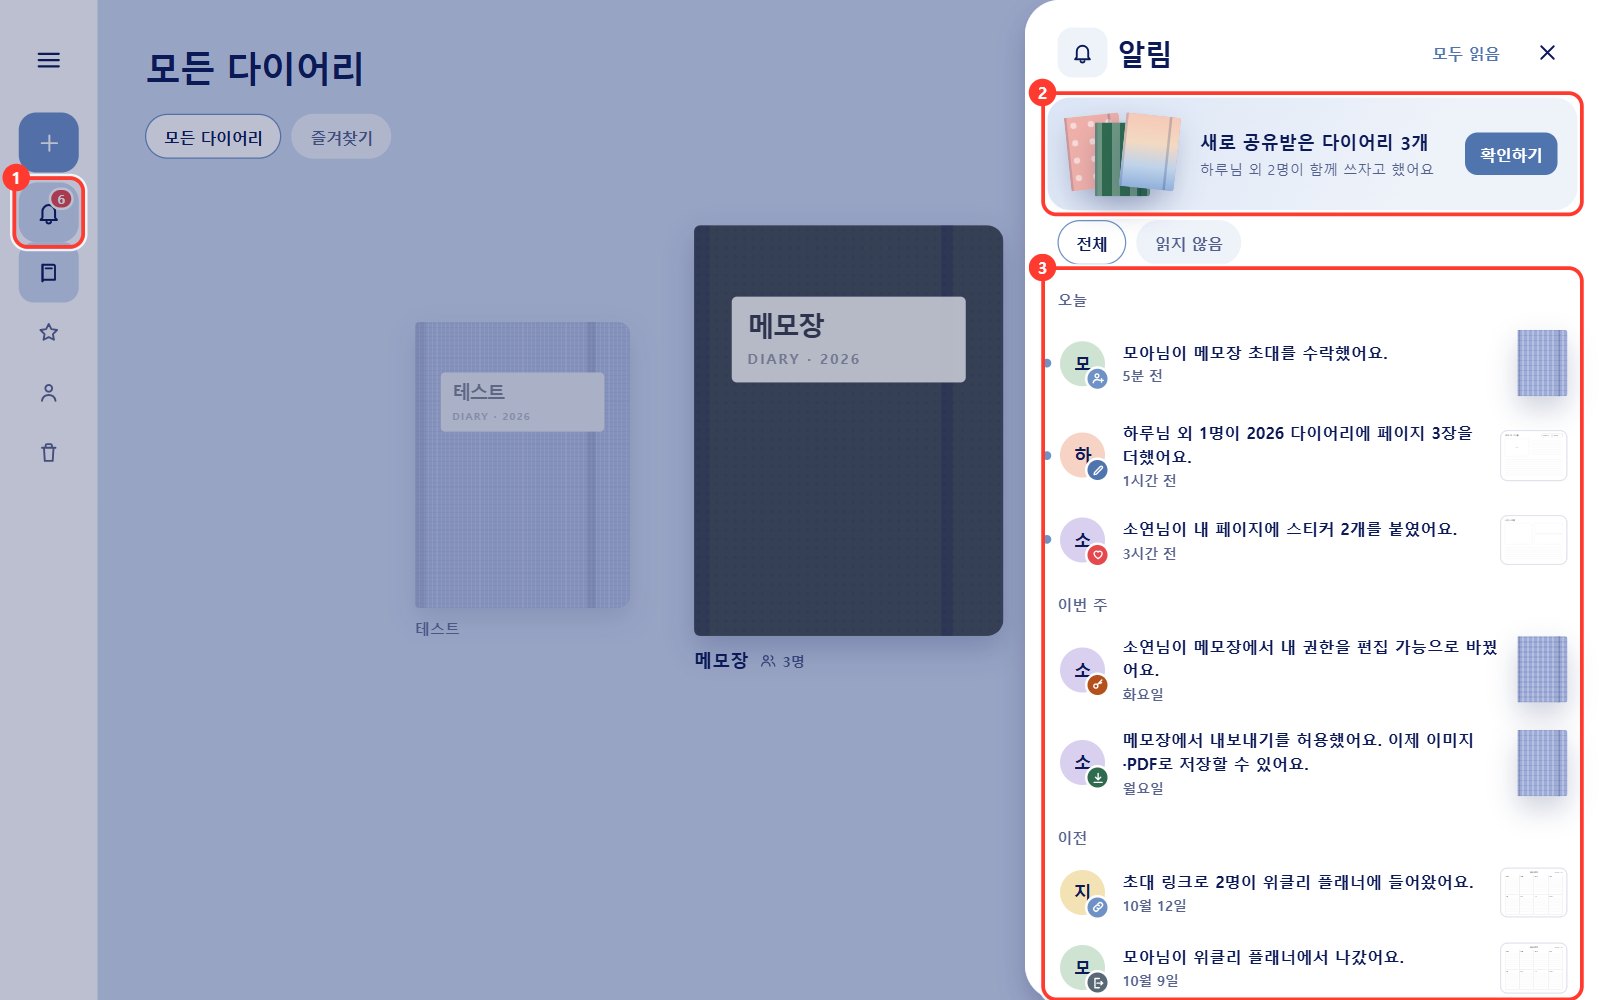 모든 다이어리
모든 다이어리
즐겨찾기
1
6
테스트
DIARY · 2026
테스트
메모장
DIARY · 2026
메모장
3명
알림
모두 읽음
2
새로 공유받은 다이어리 3개
하루님 외 2명이 함께 쓰자고 했어요
확인하기
전체
읽지 않음
3
오늘
모
모아님이 메모장 초대를 수락했어요.
5분 전
하
하루님 외 1명이 2026 다이어리에 페이지 3장을
더했어요.
1시간 전
소
소연님이 내 페이지에 스티커 2개를 붙였어요.
3시간 전
이번 주
소
소연님이 메모장에서 내 권한을 편집 가능으로 바꿨
어요.
화요일
소
메모장에서 내보내기를 허용했어요. 이제 이미지
·PDF로 저장할 수 있어요.
월요일
이전
지
초대 링크로 2명이 위클리 플래너에 들어왔어요.
10월 12일
모
모아님이 위클리 플래너에서 나갔어요.
10월 9일